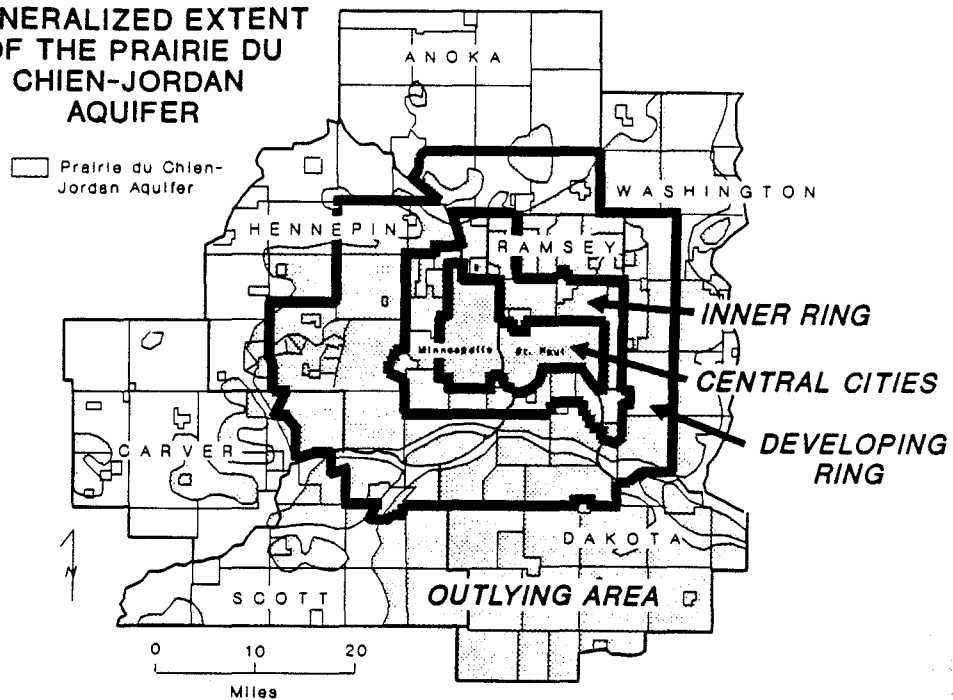 NERALIZED EXTENT
OF THE PRAIRIE DU
CHIEN-JORDAN
AQUIFER
Prairie du Chien-
Jordan Aquifer
ANOKA
WASHINGTON
HENNEPIN
RAMSEY
INNER RING
Minneapolis
St. Paul
CENTRAL CITIES
DEVELOPING
RING
CARVER
DAKOTA
N
SCOTT
OUTLYING AREA
0 10 20
Miles